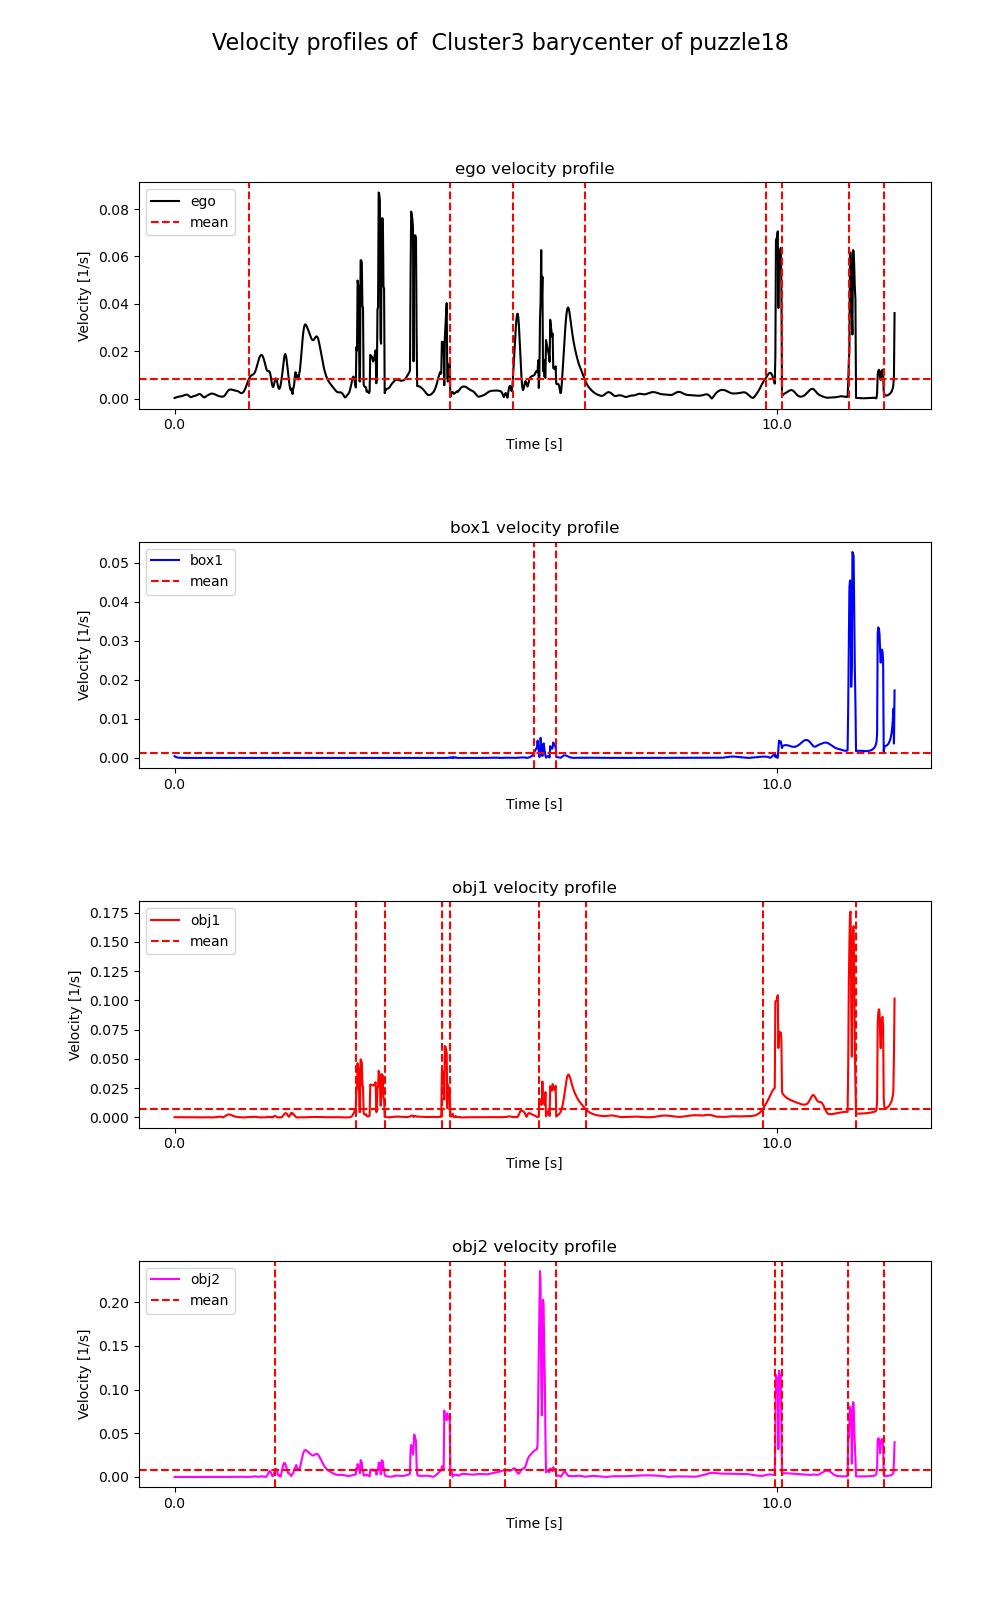 Velocity profiles of  Cluster3 barycenter of puzzle18
ego velocity profile
ego
mean
Velocity [1/s]
0.08
0.06
0.04
0.02
0.00
0.0
10.0
Time [s]
box1 velocity profile
box1
mean
Velocity [1/s]
0.05
0.04
0.03
0.02
0.01
0.00
0.0
10.0
Time [s]
obj1 velocity profile
obj1
mean
Velocity [1/s]
0.175
0.150
0.125
0.100
0.075
0.050
0.025
0.000
0.0
10.0
Time [s]
obj2 velocity profile
obj2
mean
Velocity [1/s]
0.20
0.15
0.10
0.05
0.00
0.0
10.0
Time [s]